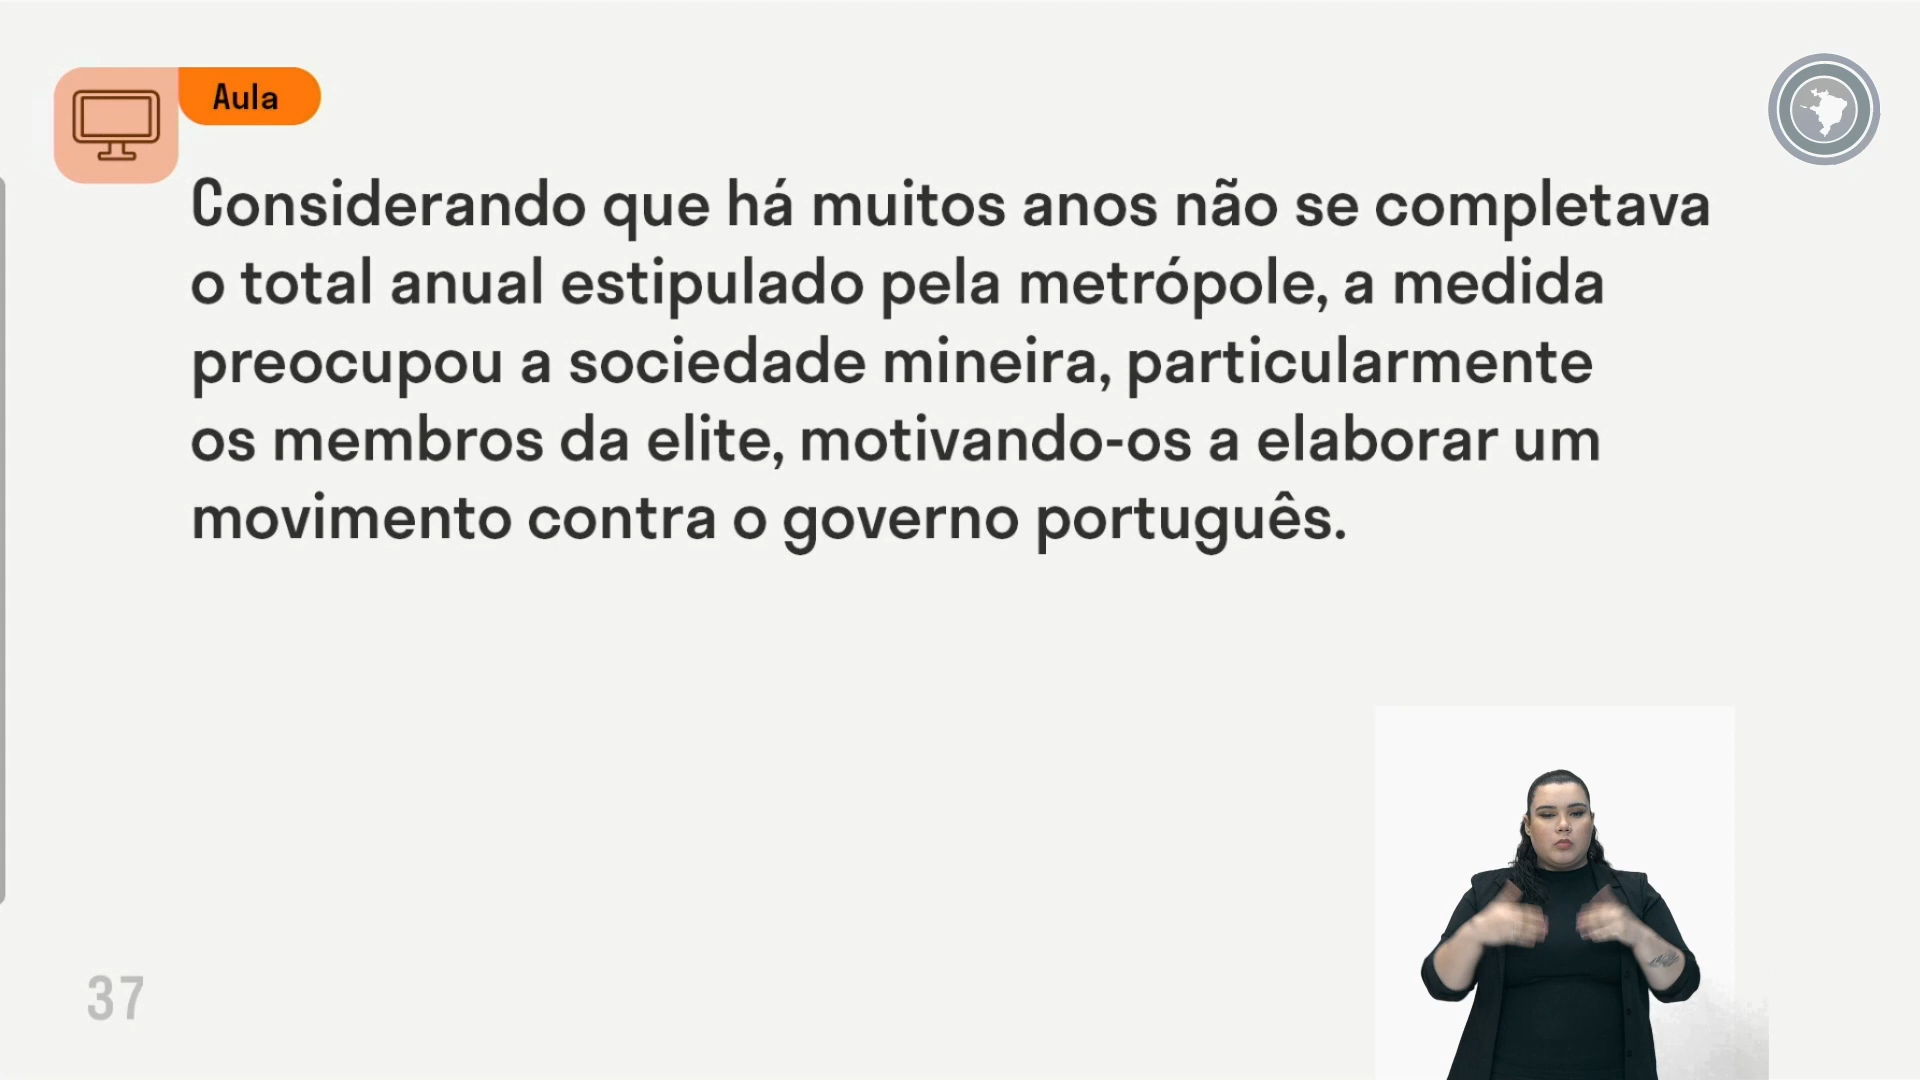 Aula
Considerando que há muitos anos não se completava
o total anual estipulado pela metrópole, a medida
preocupou a sociedade mineira, particularmente
os membros da elite, motivando-os a elaborar um
movimento contra o governo português.
37